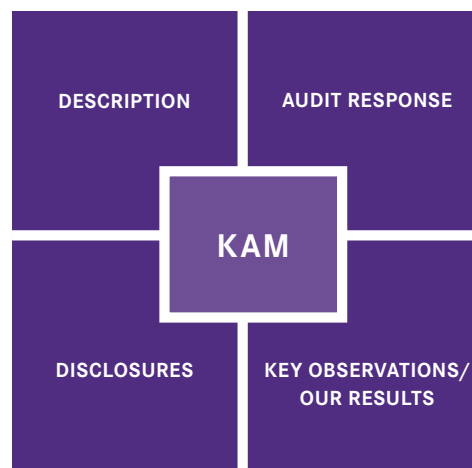 DESCRIPTION
AUDIT RESPONSE
KAM
DISCLOSURES
KEY OBSERVATIONS/
OUR RESULTS